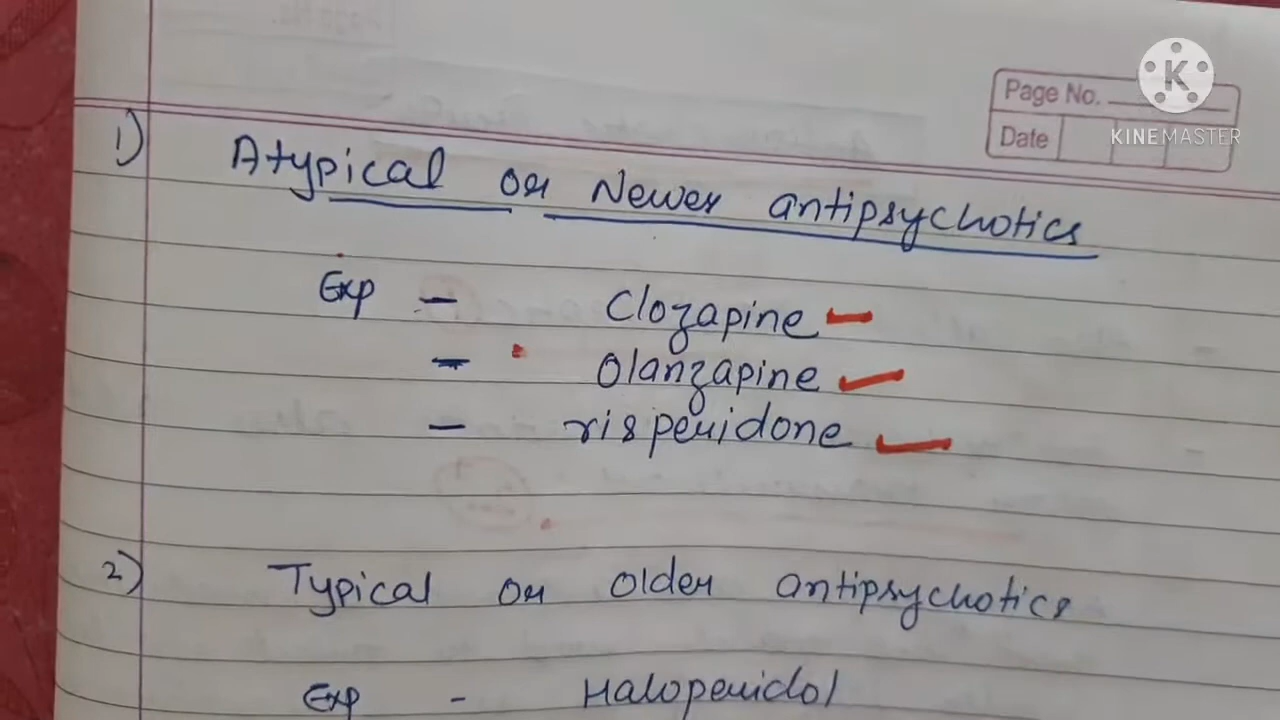 Page No.
Date
KINEMASTER
1) Atypical or Newer antipsychotics
Exp - Clozapine -
- Olanzapine -
- risperidone -
2) Typical or older antipsychotics
Exp - Haloperidol